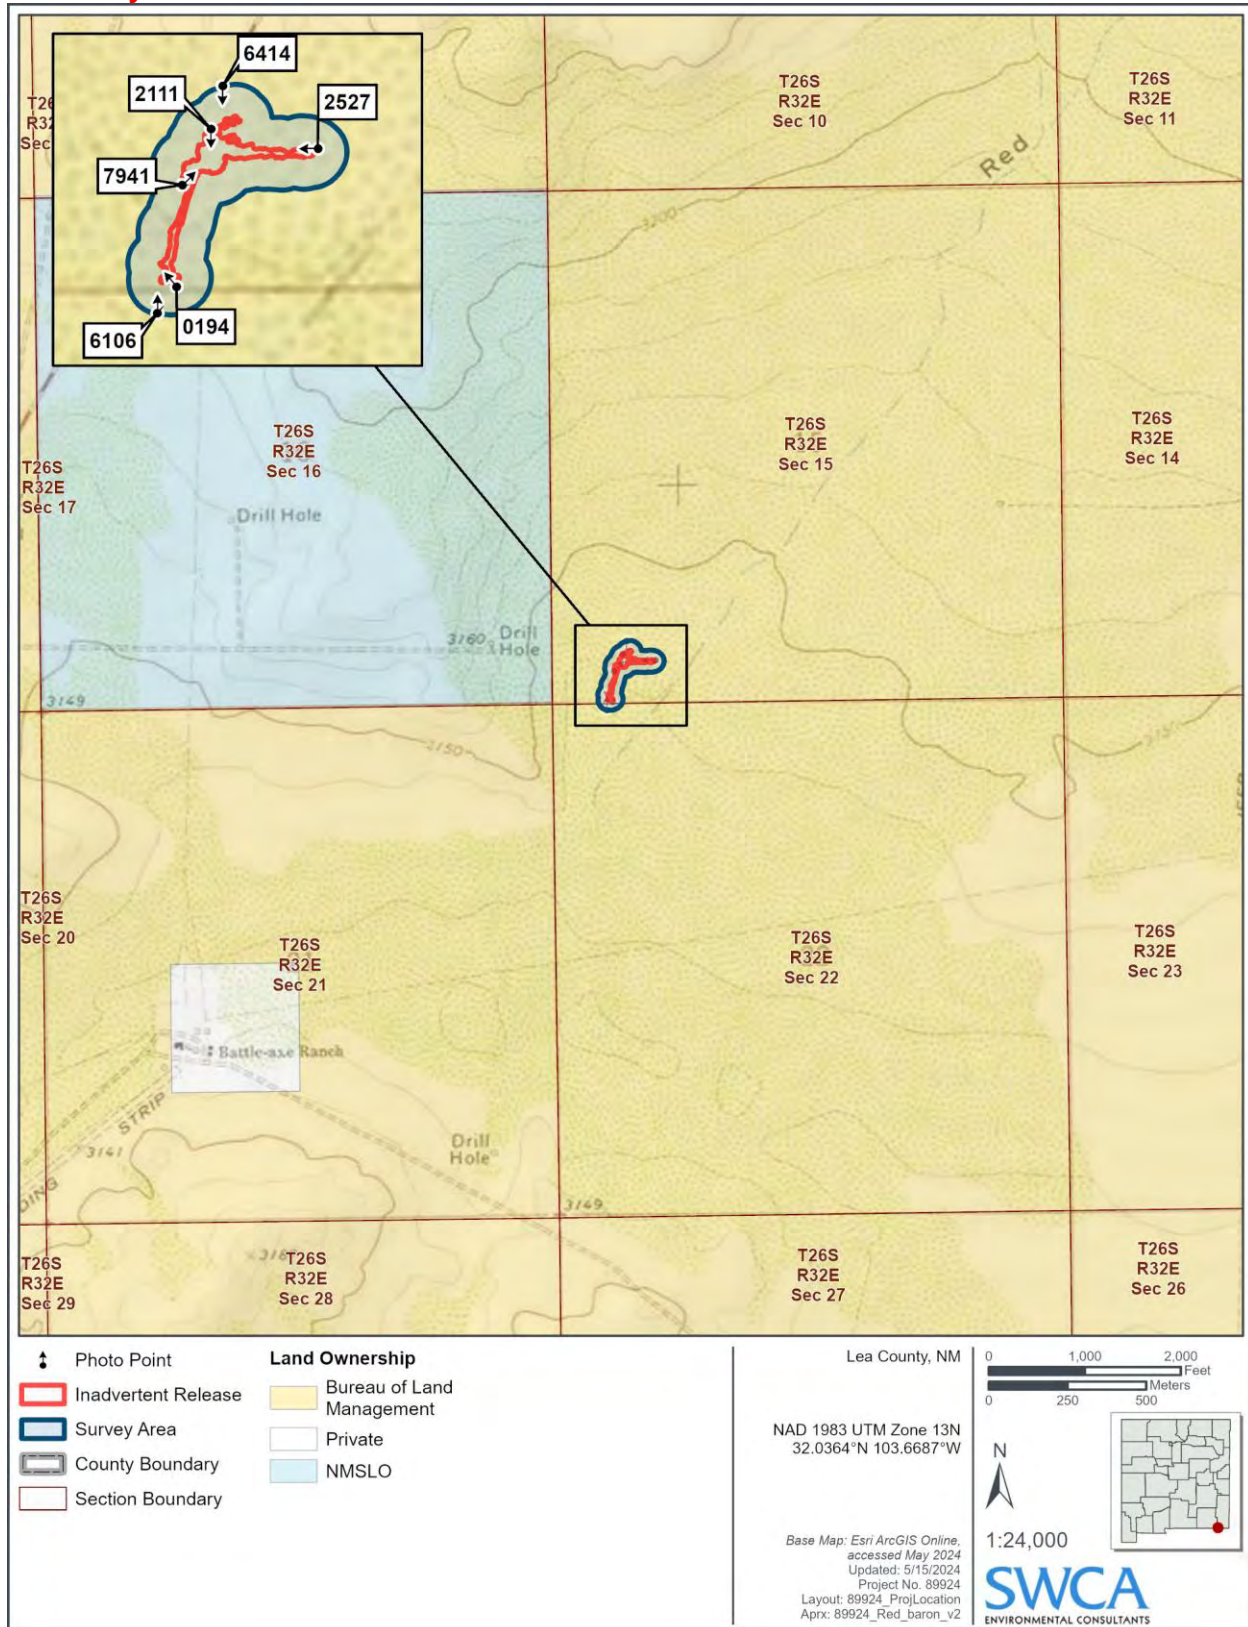 6414
2111
2527
7941
0194
6106
T26S
R32E
Sec 10
T26S
R32E
Sec 11
Red
3200
T26S
R32E
Sec 16
T26S
R32E
Sec 15
T26S
R32E
Sec 14
T26S
R32E
Sec 17
Drill Hole
3160
Drill
Hole
3149
3150
T26S
R32E
Sec 20
T26S
R32E
Sec 21
T26S
R32E
Sec 22
T26S
R32E
Sec 23
Battle-axe Ranch
STRIP
3141
Drill
Hole
3149
T26S
R32E
Sec 29
T26S
R32E
Sec 28
T26S
R32E
Sec 27
T26S
R32E
Sec 26
Photo Point
Inadvertent Release
Survey Area
County Boundary
Section Boundary
Land Ownership
Bureau of Land
Management
Private
NMSLO
Lea County, NM
NAD 1983 UTM Zone 13N
32.0364°N 103.6687°W
Base Map: Esri ArcGIS Online,
accessed May 2024
Updated: 5/15/2024
Project No. 89924
Layout: 89924_ProjLocation
Aprx: 89924_Red_baron_v2
0 1,000 2,000
Feet
Meters
0 250 500
N
1:24,000
SWCA
ENVIRONMENTAL CONSULTANTS